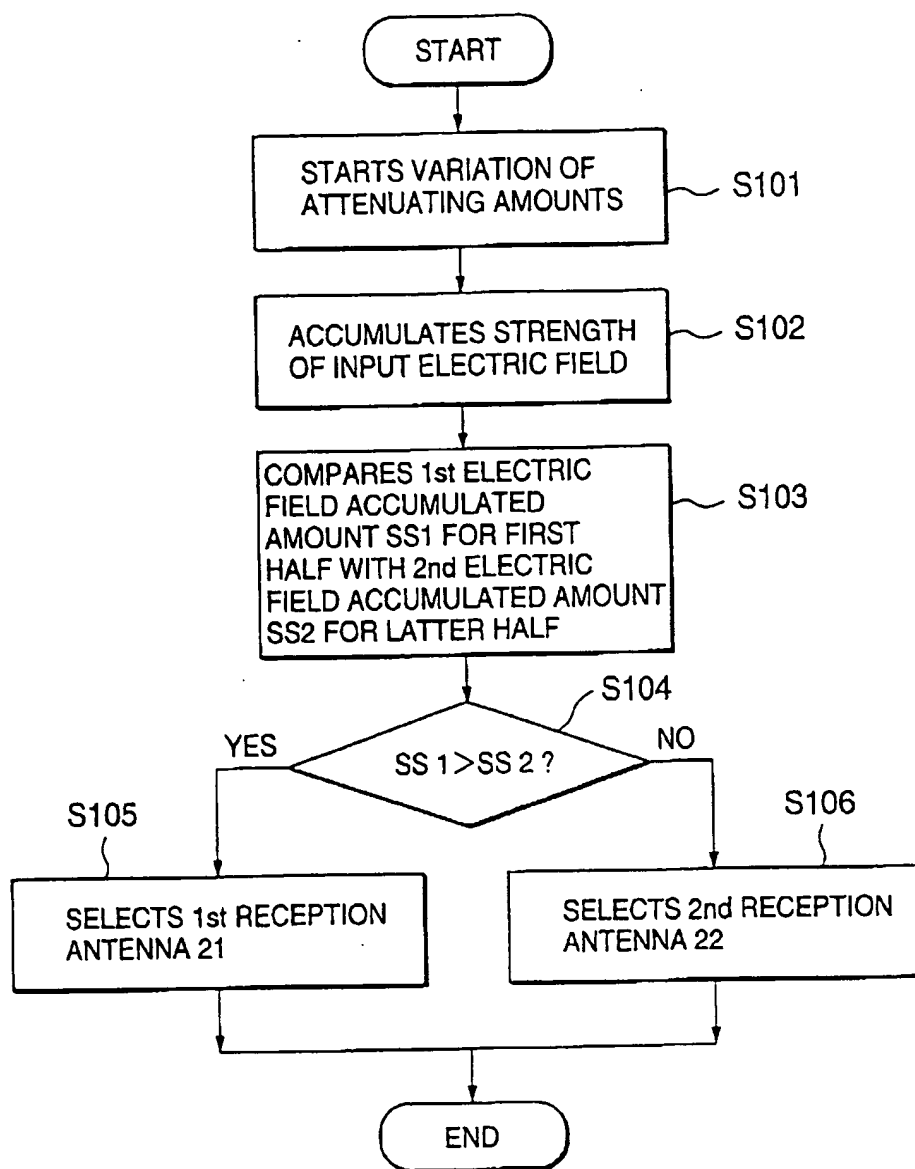 START
STARTS VARIATION OF
ATTENUATING AMOUNTS
S101
ACCUMULATES STRENGTH
OF INPUT ELECTRIC FIELD
S102
COMPARES 1st ELECTRIC
FIELD ACCUMULATED
AMOUNT SS1 FOR FIRST
HALF WITH 2nd ELECTRIC
FIELD ACCUMULATED AMOUNT
SS2 FOR LATTER HALF
S103
S104
YES
SS 1>SS 2 ?
NO
S105
SELECTS 1st RECEPTION
ANTENNA 21
S106
SELECTS 2nd RECEPTION
ANTENNA 22
END